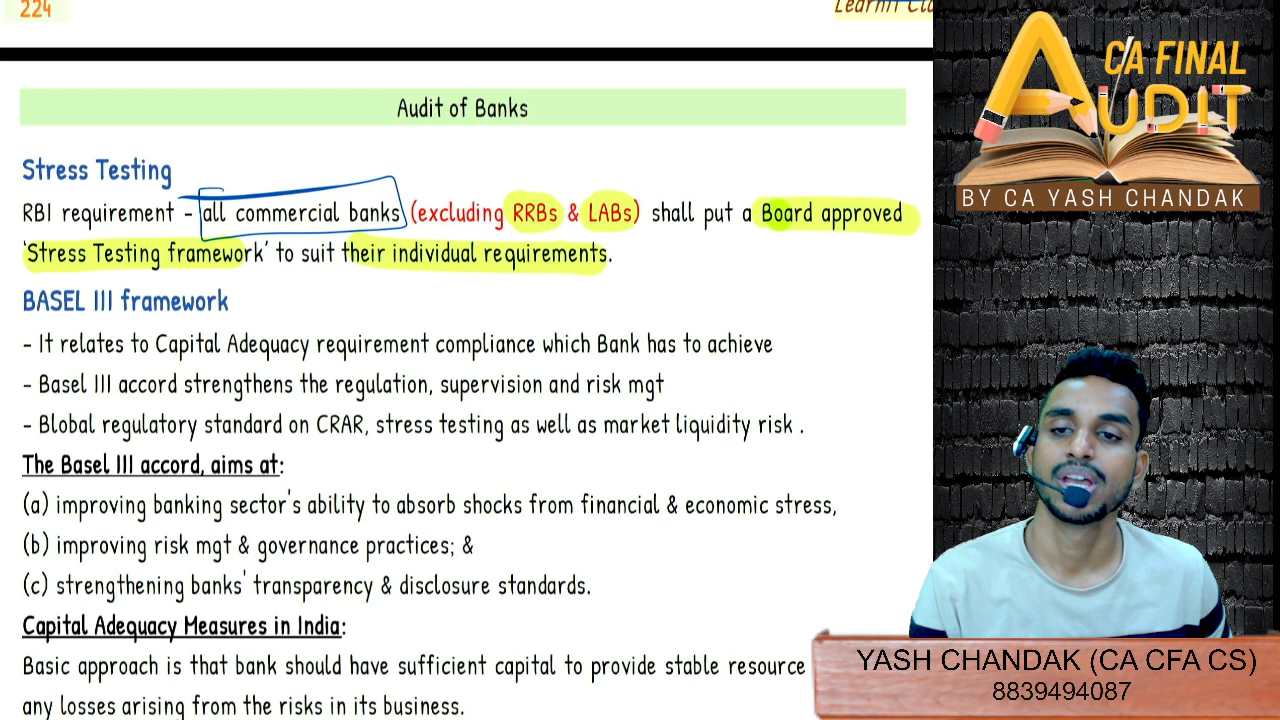 224
Audit of Banks
Stress Testing
RBI requirement - all commercial banks (excluding RRBs & LABs) shall put a Board approved
'Stress Testing framework' to suit their individual requirements.
BASEL III framework
- It relates to Capital Adequacy requirement compliance which Bank has to achieve
- Basel III accord strengthens the regulation, supervision and risk mgt
- Blobal regulatory standard on CRAR, stress testing as well as market liquidity risk .
The Basel III accord, aims at:
(a) improving banking sector's ability to absorb shocks from financial & economic stress,
(b) improving risk mgt & governance practices; &
(c) strengthening banks' transparency & disclosure standards.
Capital Adequacy Measures in India:
Basic approach is that bank should have sufficient capital to provide stable resource
any losses arising from the risks in its business.
CA FINAL
AUDIT
BY CA YASH CHANDAK
YASH CHANDAK (CA CFA CS)
8839494087